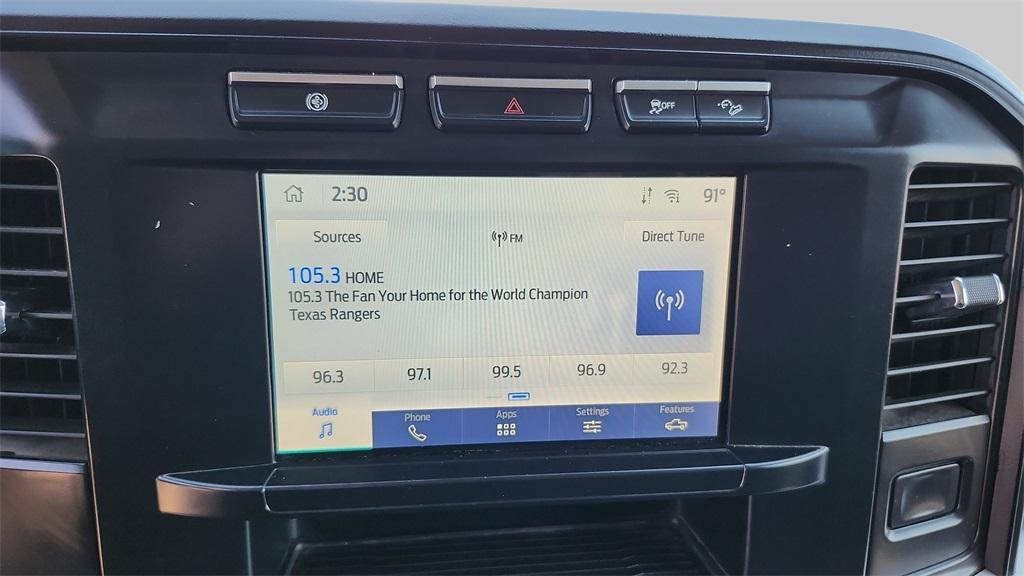 OFF
2:30
91°
Sources
FM
Direct Tune
105.3 HOME
105.3 The Fan Your Home for the World Champion
Texas Rangers
96.3 97.1 99.5 96.9 92.3
Audio Phone Apps Settings Features